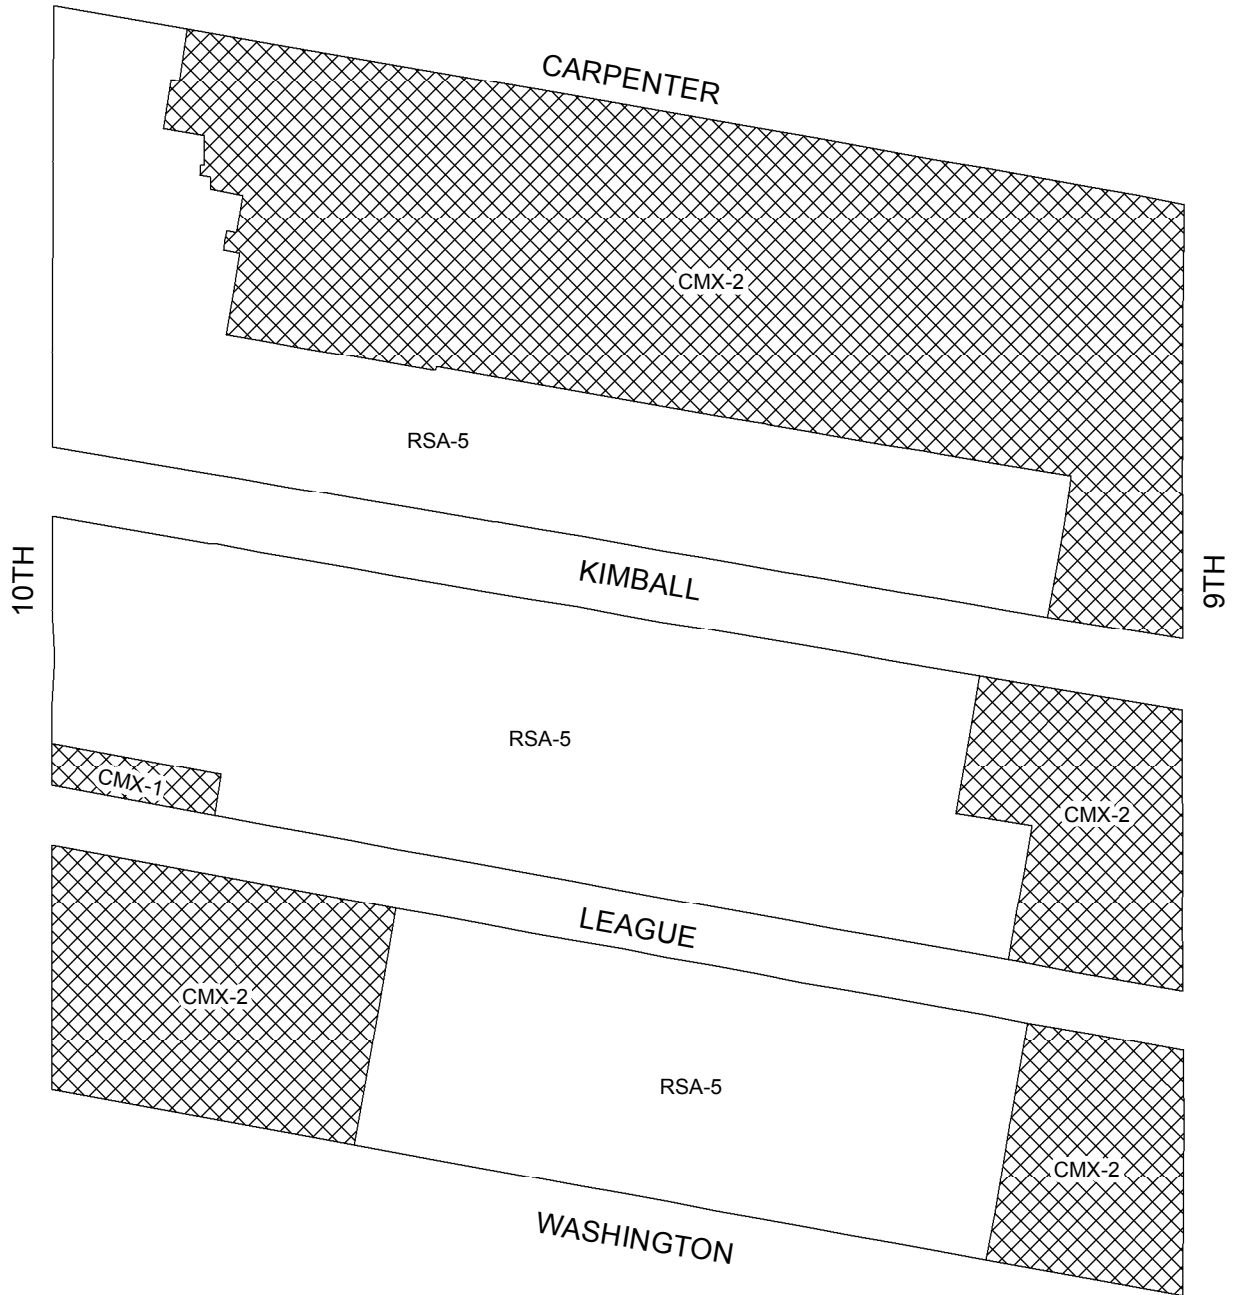 CARPENTER
CMX-2
RSA-5
10TH
KIMBALL
9TH
RSA-5
CMX-1
CMX-2
LEAGUE
CMX-2
RSA-5
CMX-2
WASHINGTON